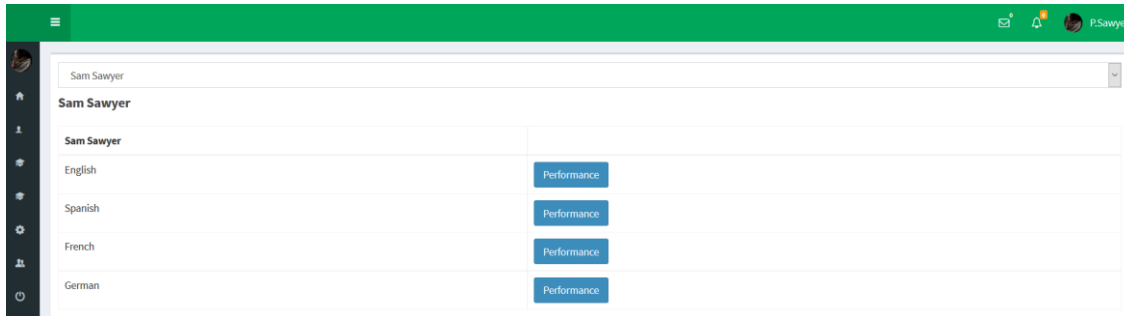 P.Sawye
Sam Sawyer
Sam Sawyer
Sam Sawyer
English Performance
Spanish Performance
French Performance
German Performance